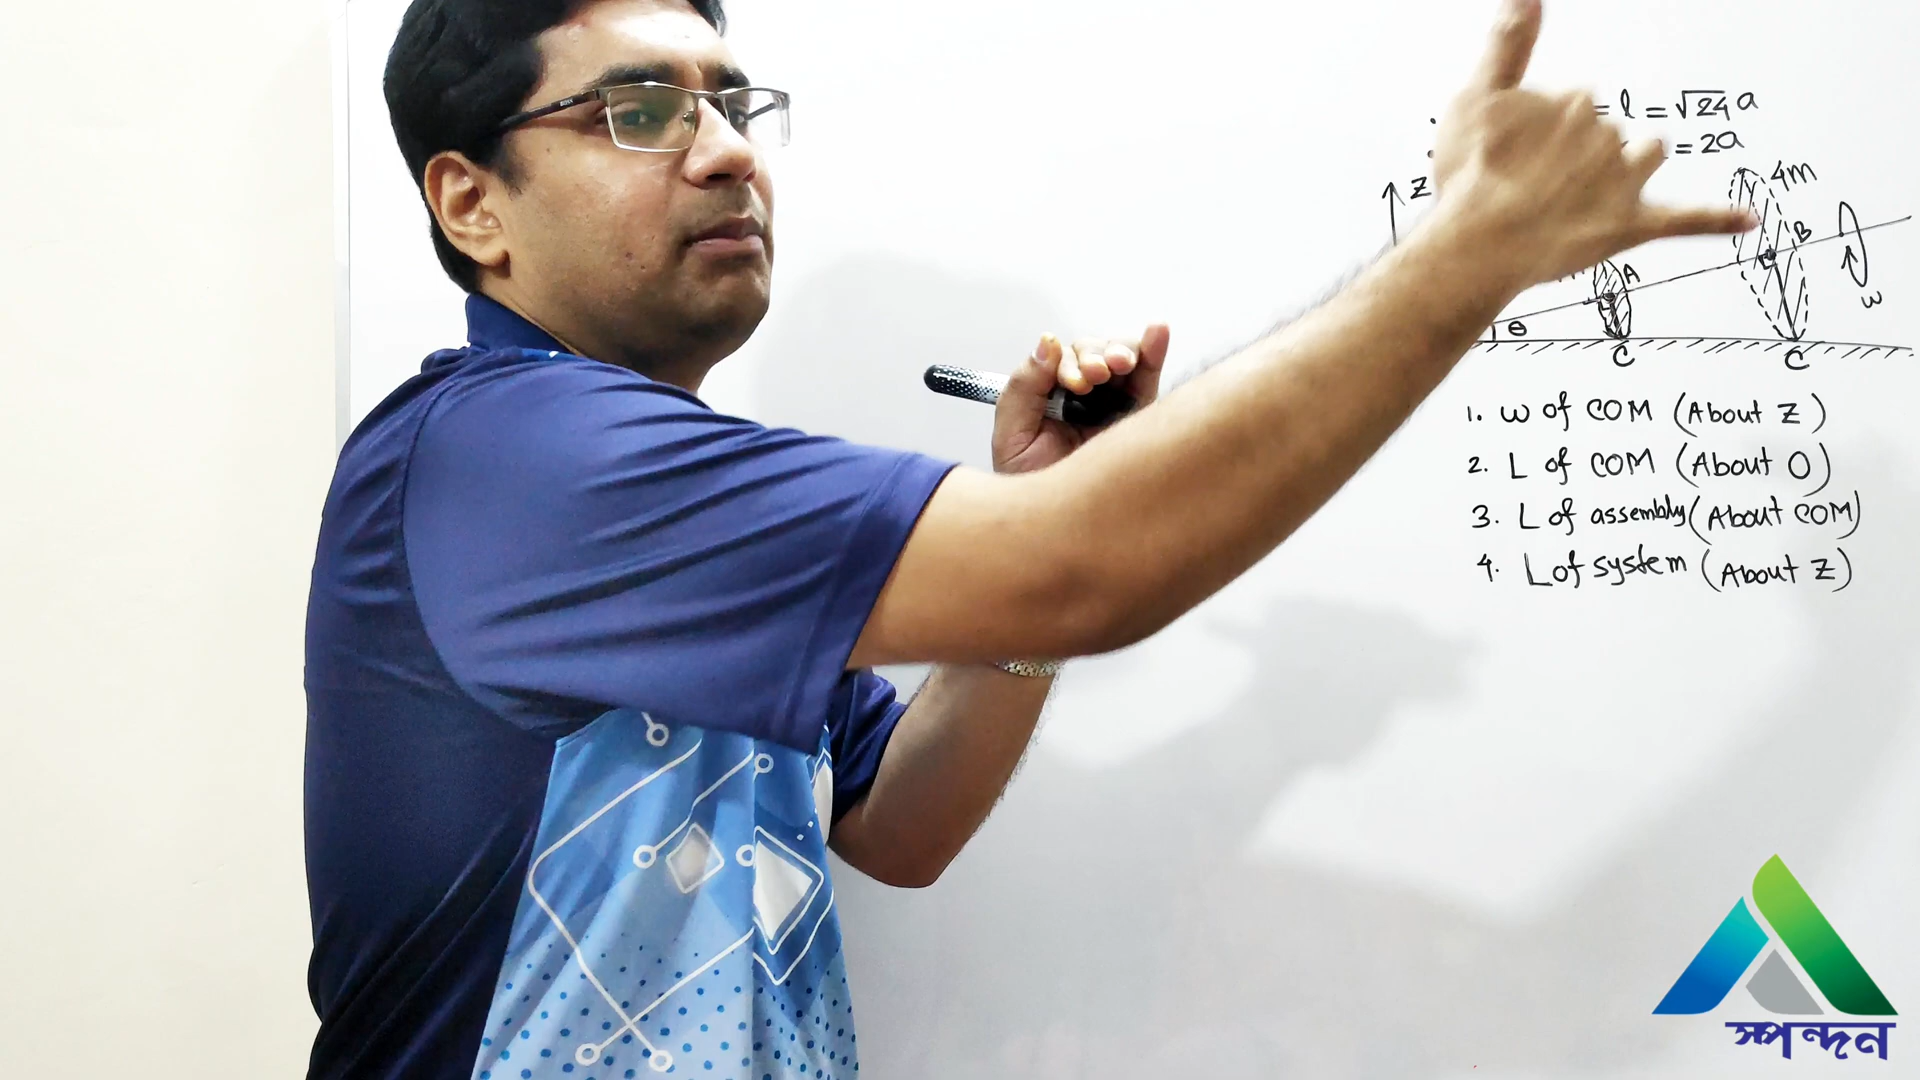 = l = √24 a
= 2a
Z
4m
B
A
ω
θ
C
C
1. ω of COM (About Z)
2. L of COM (About O)
3. L of assembly (About COM)
4. L of system (About Z)
স্পন্দন